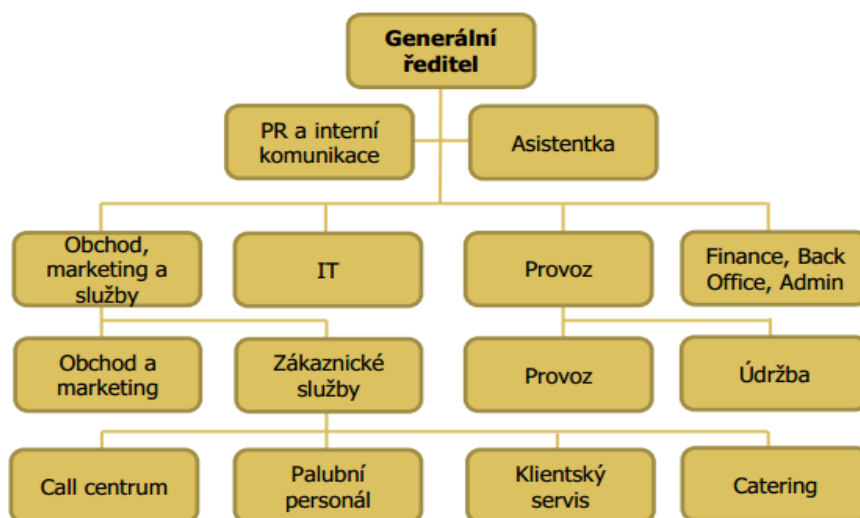 Generální
ředitel
PR a interní
komunikace
Asistentka
Obchod,
marketing a
služby
IT
Provoz
Finance, Back
Office, Admin
Obchod a
marketing
Zákaznické
služby
Provoz
Údržba
Call centrum
Palubní
personál
Klientský
servis
Catering